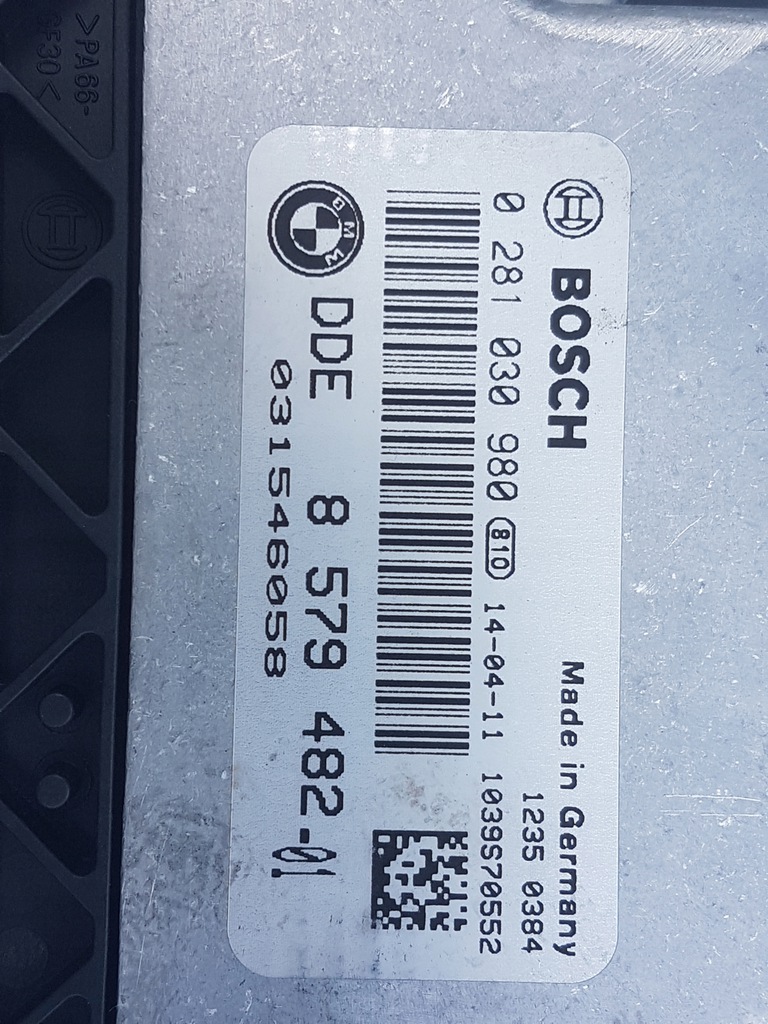 BOSCH
Made in Germany
1235 0384
0 281 030 980 810 14-04-11 1039S70552
BMW
DDE 8 579 482-01
031546058
>PA66-
GF30<